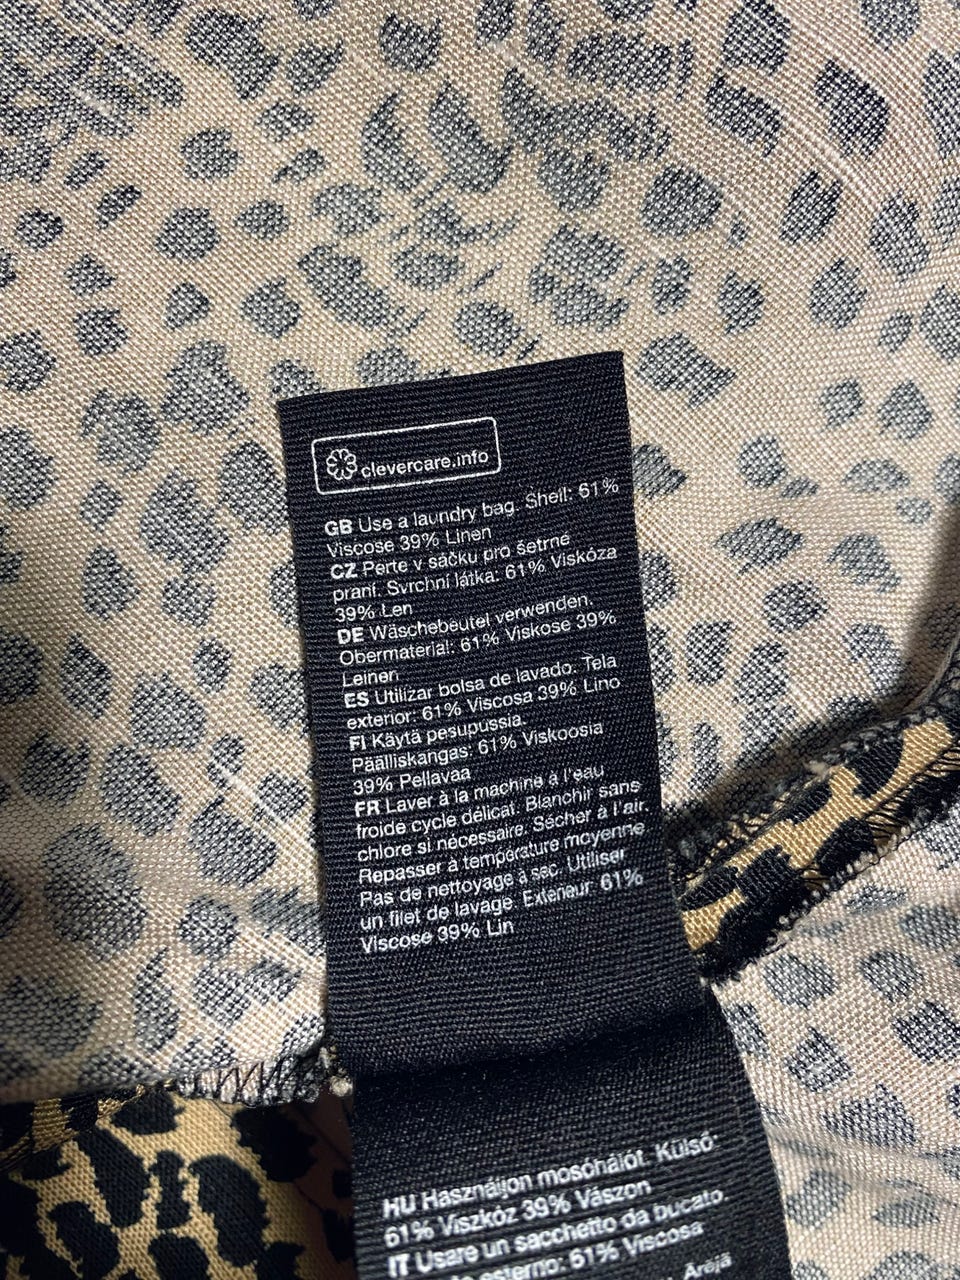 clevercare.info
GB Use a laundry bag. Shell: 61%
Viscose 39% Linen
CZ Perte v sáčku pro šetrné
praní. Svrchní látka: 61% Viskóza
39% Len
DE Wäschebeutel verwenden.
Obermaterial: 61% Viskose 39%
Leinen
ES Utilizar bolsa de lavado. Tela
exterior: 61% Viscosa 39% Lino
FI Käytä pesupussia.
Päälliskangas: 61% Viskoosia
39% Pellavaa
FR Laver à la machine à l'eau
froide cycle délicat. Blanchir sans
chlore si nécessaire. Sécher à l'air.
Repasser à température moyenne
Pas de nettoyage à sec. Utiliser
un filet de lavage. Extérieur: 61%
Viscose 39% Lin
HU Használjon mosóhálót. Külső:
61% Viszkóz 39% Vászon
IT Usare un sacchetto da bucato.
esterno: 61% Viscosa
Ārējā